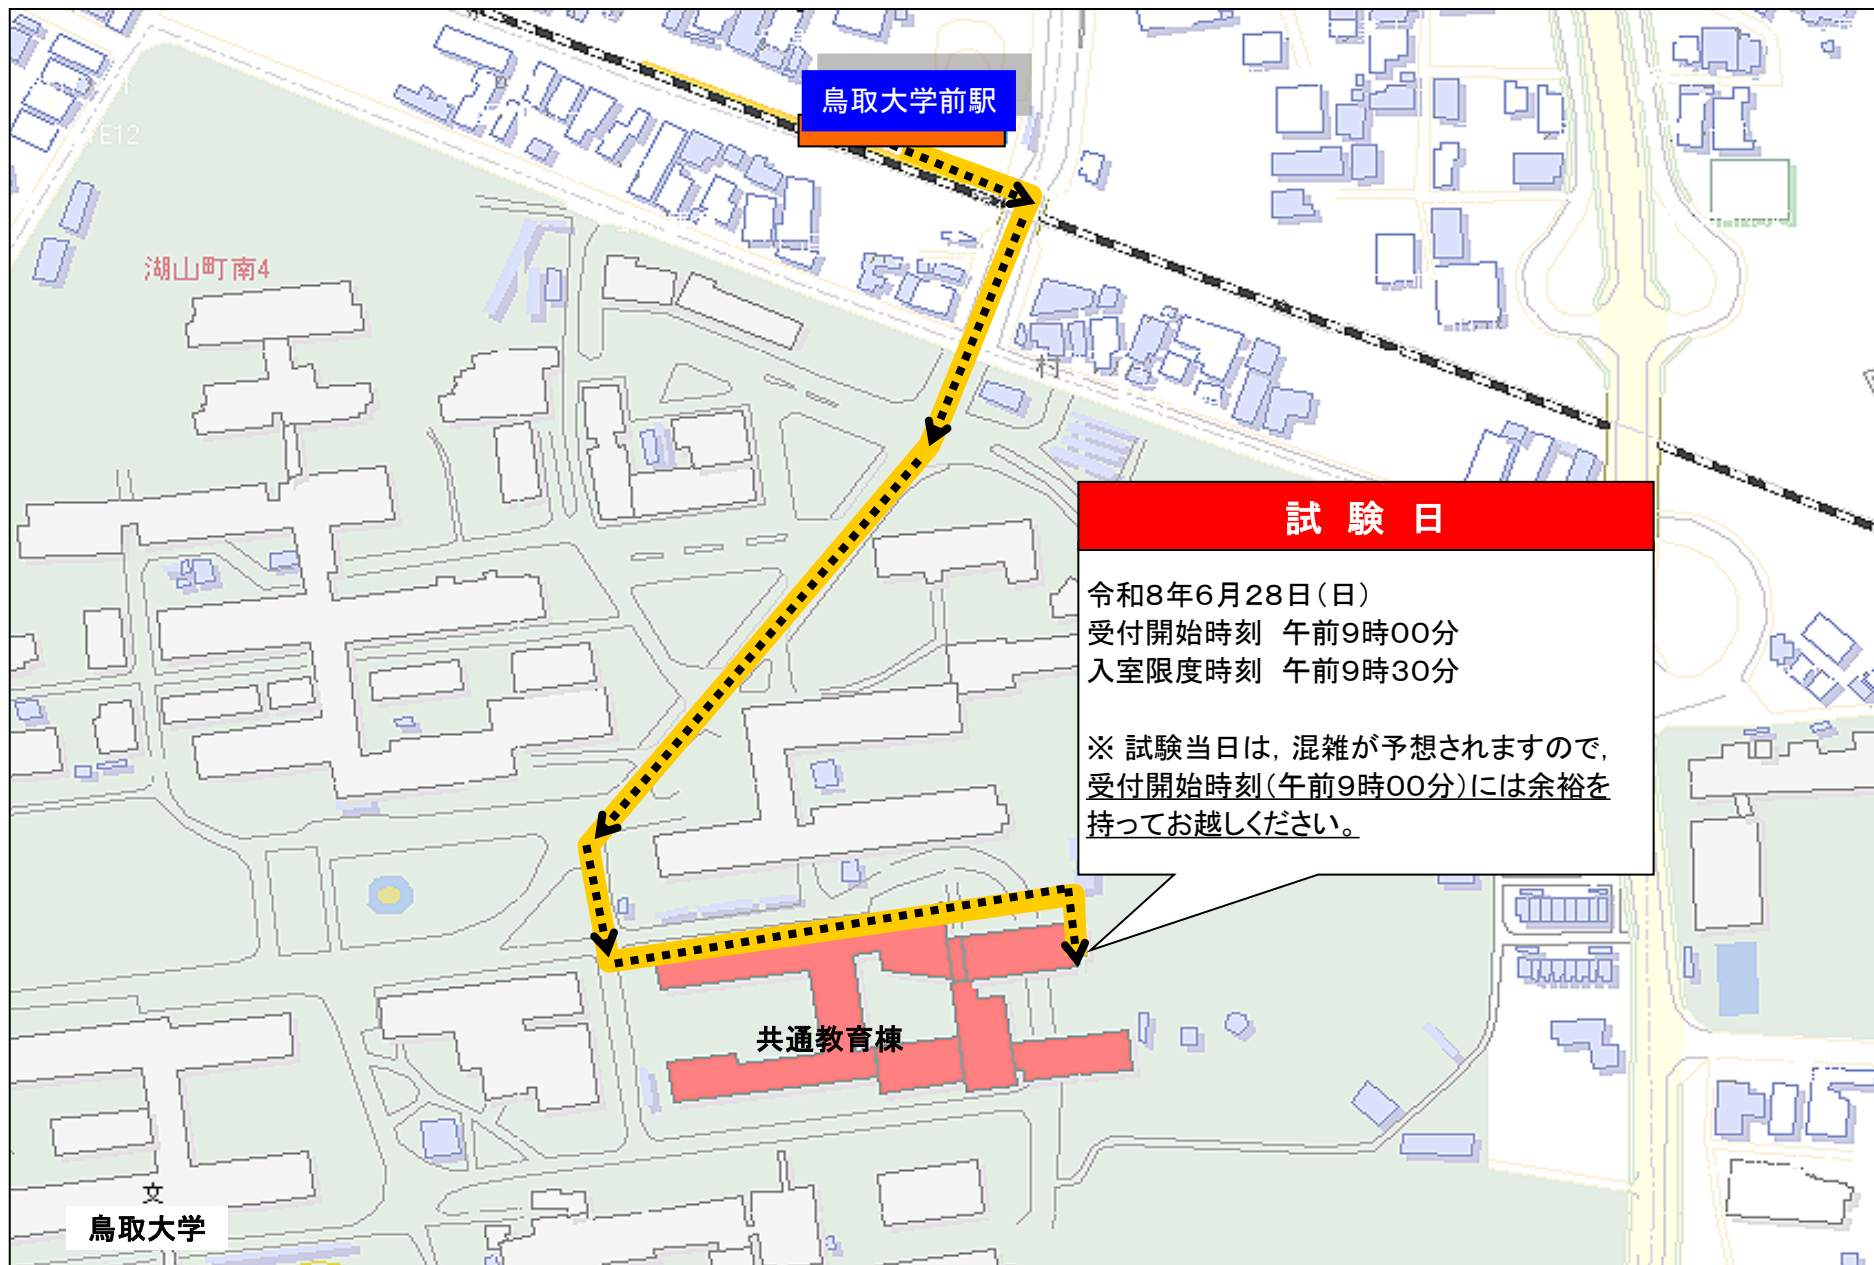 鳥取大学前駅
E12
湖山町南4
村
試 験 日
令和8年6月28日(日)
受付開始時刻 午前9時00分
入室限度時刻 午前9時30分
※ 試験当日は,混雑が予想されますので,
受付開始時刻(午前9時00分)には余裕を
持ってお越しください。
共通教育棟
文
鳥取大学